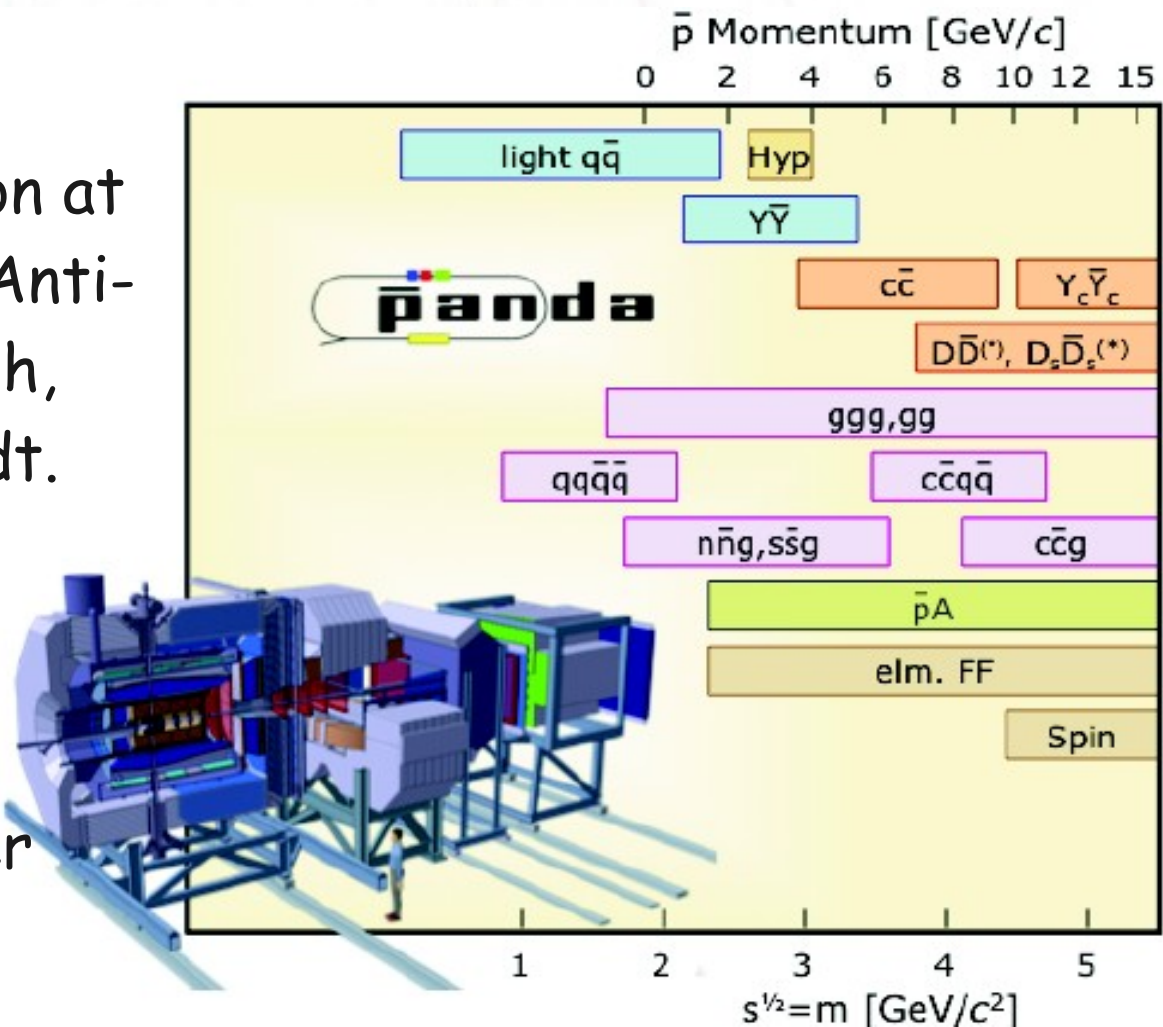 p̄ Momentum [GeV/c]
0 2 4 6 8 10 12 15
on at
Anti-
h,
dt.
er
light qq̄
Hyp
YȲ
p̄anda
cc̄
Y_cȲ_c
DD̄⁽*⁾, D_sD̄_s⁽*⁾
ggg,gg
qqq̄q̄
cc̄qq̄
nn̄g,ss̄g
cc̄g
p̄A
elm. FF
Spin
1 2 3 4 5
s^½=m [GeV/c²]